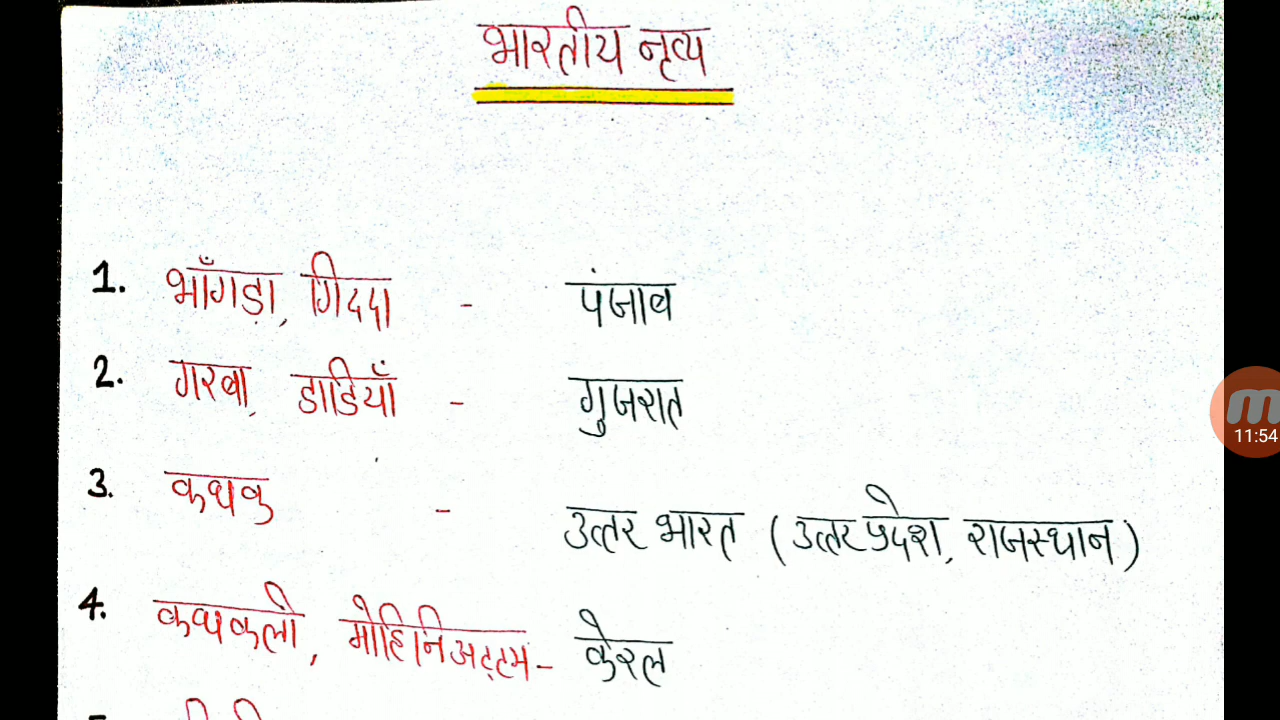 भारतीय नृत्य
1. भाँगड़ा, गिददा - पंजाब
2. गरबा, डाडियाँ - गुजरात
3. कथक - उत्तर भारत (उत्तर प्रदेश, राजस्थान)
4. कथकली, मोहिनिअट्टम - केरल
11:54